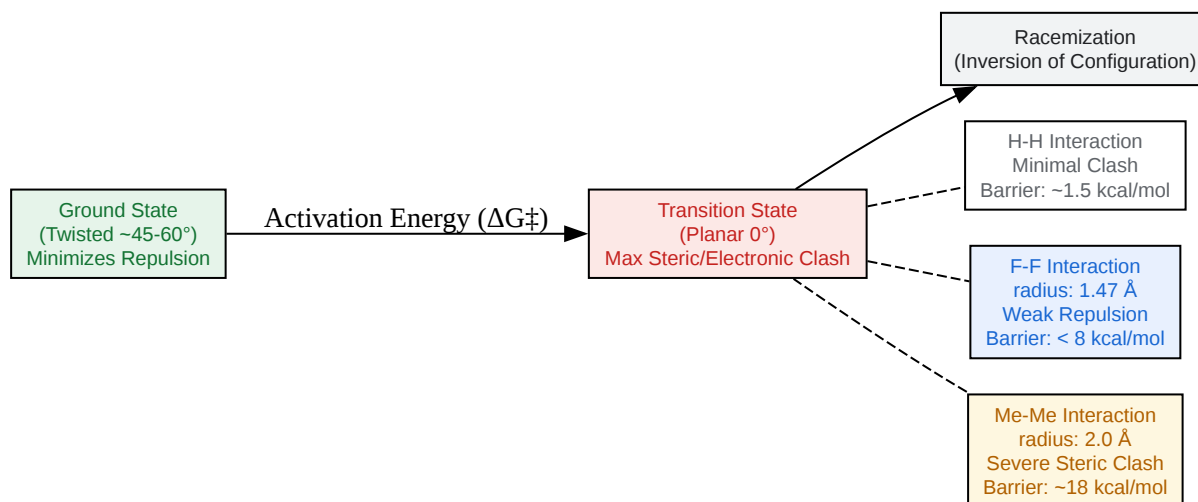 Ground State
(Twisted ~45-60°)
Minimizes Repulsion
Activation Energy (ΔG‡)
Transition State
(Planar 0°)
Max Steric/Electronic Clash
Racemization
(Inversion of Configuration)
H-H Interaction
Minimal Clash
Barrier: ~1.5 kcal/mol
F-F Interaction
radius: 1.47 Å
Weak Repulsion
Barrier: < 8 kcal/mol
Me-Me Interaction
radius: 2.0 Å
Severe Steric Clash
Barrier: ~18 kcal/mol